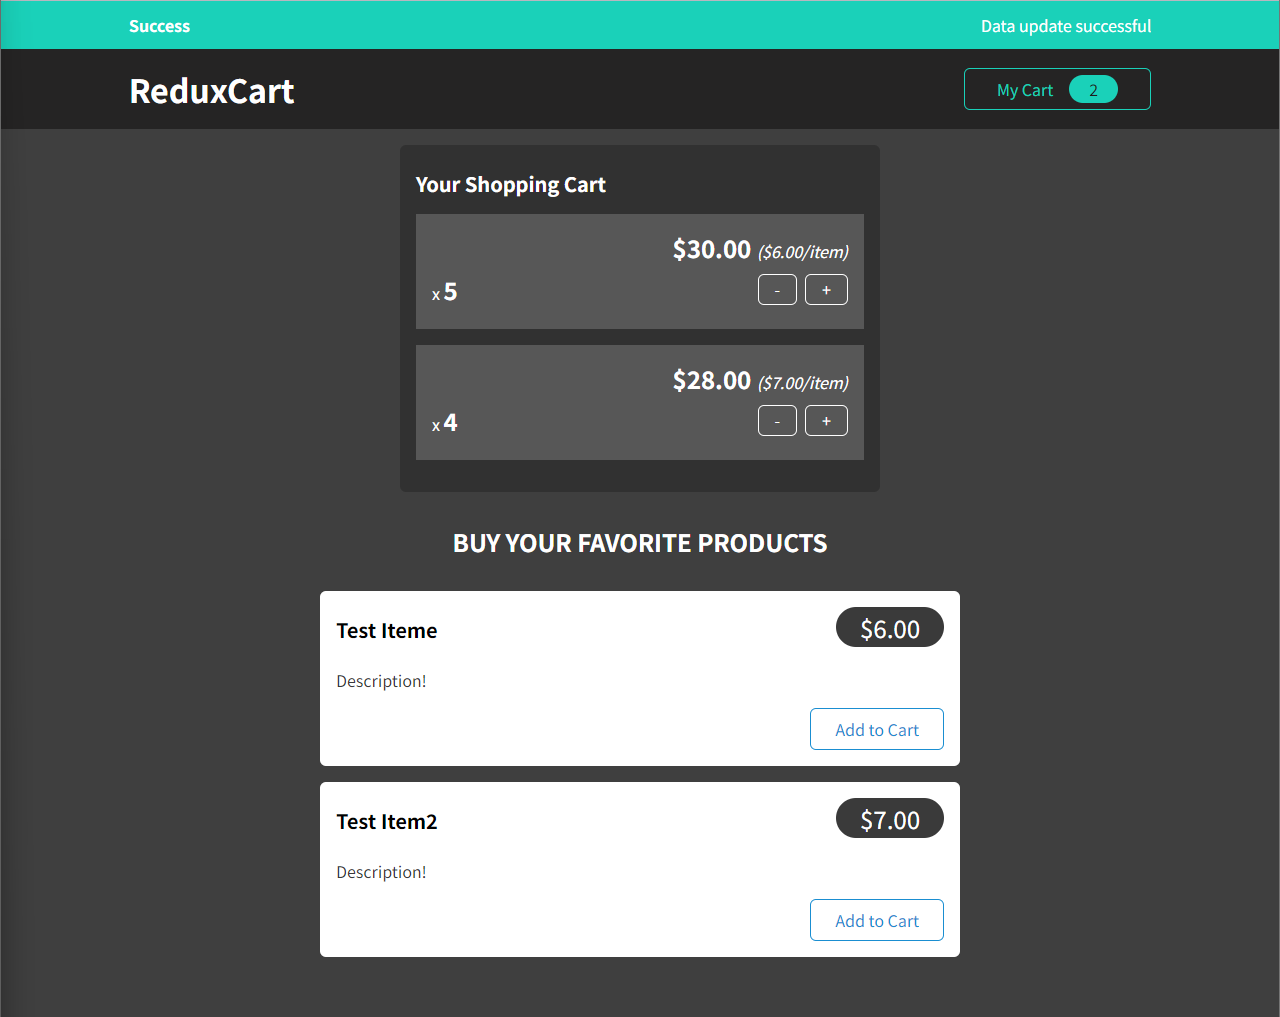 Success Data update successful
ReduxCart My Cart 2
Your Shopping Cart
$30.00 ($6.00/item)
x 5 - +
$28.00 ($7.00/item)
x 4 - +
BUY YOUR FAVORITE PRODUCTS
Test Iteme $6.00
Description!
Add to Cart
Test Item2 $7.00
Description!
Add to Cart